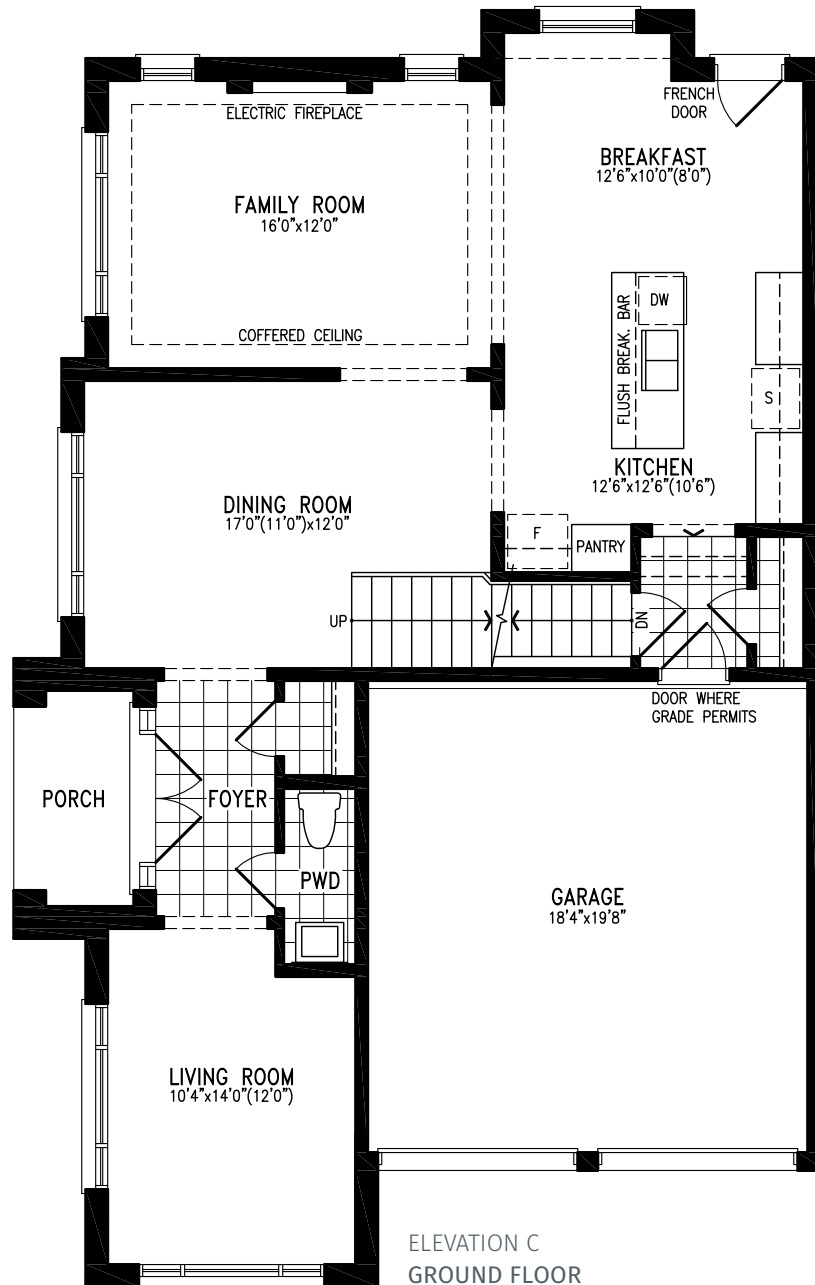 FRENCH
DOOR
ELECTRIC FIREPLACE
BREAKFAST
12'6"x10'0"(8'0")
FAMILY ROOM
16'0"x12'0"
COFFERED CEILING
DW
FLUSH BREAK. BAR
S
KITCHEN
12'6"x12'6"(10'6")
DINING ROOM
17'0"(11'0")x12'0"
F
PANTRY
UP
DN
DOOR WHERE
GRADE PERMITS
PORCH
FOYER
PWD
GARAGE
18'4"x19'8"
LIVING ROOM
10'4"x14'0"(12'0")
ELEVATION C
GROUND FLOOR